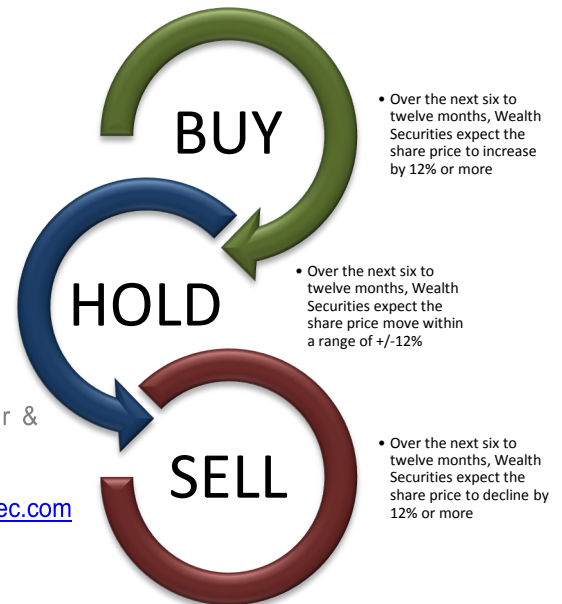 BUY
• Over the next six to
twelve months, Wealth
Securities expect the
share price to increase
by 12% or more
HOLD
• Over the next six to
twelve months, Wealth
Securities expect the
share price move within
a range of +/-12%
r &
ec.com
SELL
• Over the next six to
twelve months, Wealth
Securities expect the
share price to decline by
12% or more